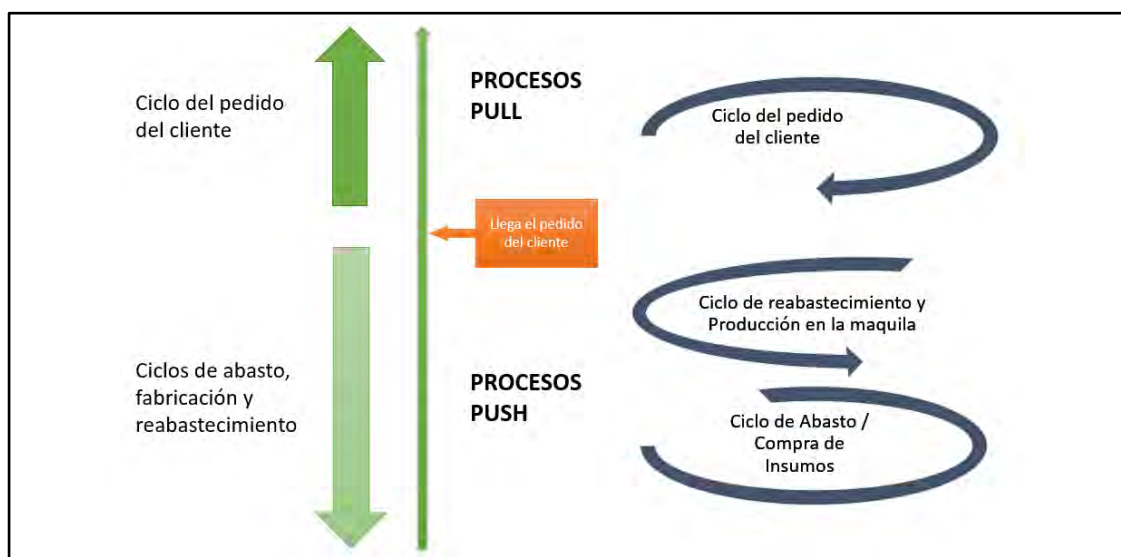 Ciclo del pedido
del cliente
PROCESOS
PULL
Ciclo del pedido
del cliente
Llega el pedido
del cliente
Ciclo de reabastecimiento y
Producción en la maquila
Ciclos de abasto,
fabricación y
reabastecimiento
PROCESOS
PUSH
Ciclo de Abasto /
Compra de
Insumos